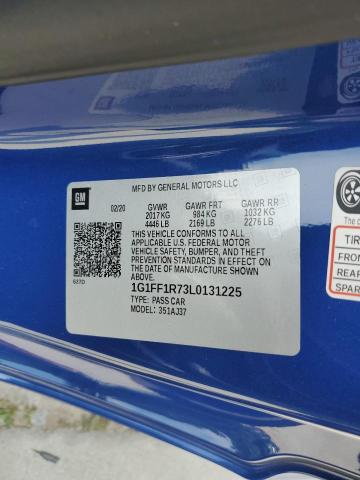 GM
MFD BY GENERAL MOTORS LLC
02/20 GVWR GAWR FRT GAWR RR
2017 KG 984 KG 1032 KG
4446 LB 2169 LB 2276 LB
THIS VEHICLE CONFORMS TO ALL
APPLICABLE U.S. FEDERAL MOTOR
VEHICLE SAFETY, BUMPER, AND THEFT
PREVENTION STANDARDS IN EFFECT ON
THE DATE OF MANUFACTURE SHOWN
ABOVE.
1G1FF1R73L0131225
TYPE: PASS CAR
MODEL: 351AJ37
TIR
FRON
REAR
SPAR